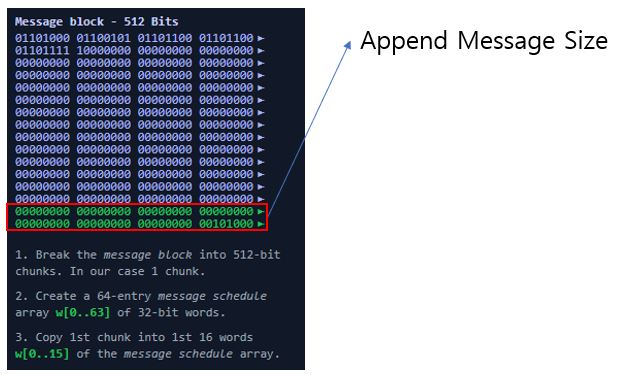 Message block - 512 Bits
01101000 01100101 01101100 01101100 ►
01101111 10000000 00000000 00000000 ►
00000000 00000000 00000000 00000000 ►
00000000 00000000 00000000 00000000 ►
00000000 00000000 00000000 00000000 ►
00000000 00000000 00000000 00000000 ►
00000000 00000000 00000000 00000000 ►
00000000 00000000 00000000 00000000 ►
00000000 00000000 00000000 00000000 ►
00000000 00000000 00000000 00000000 ►
00000000 00000000 00000000 00000000 ►
00000000 00000000 00000000 00000000 ►
00000000 00000000 00000000 00000000 ►
00000000 00000000 00000000 00000000 ►
00000000 00000000 00000000 00000000 ►
00000000 00000000 00000000 00101000 ►
1. Break the message block into 512-bit
chunks. In our case 1 chunk.
2. Create a 64-entry message schedule
array w[0..63] of 32-bit words.
3. Copy 1st chunk into 1st 16 words
w[0..15] of the message schedule array.
Append Message Size